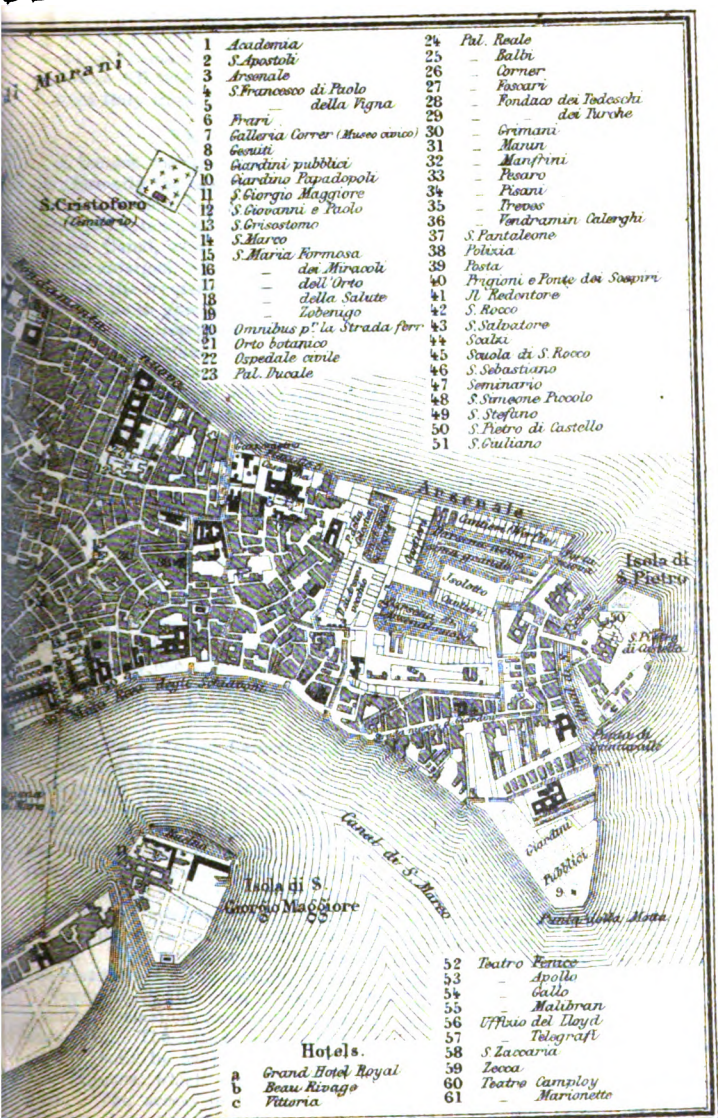 di Murani
S. Cristoforo
(Cimiterio)
1 Academia
2 S. Apostoli
3 Arsenale
4 S. Francesco di Paolo
5 – della Vigna
6 Frari
7 Galleria Correr (Museo civico)
8 Gesuiti
9 Giardini pubblici
10 Giardino Papadopoli
11 S. Giorgio Maggiore
12 S. Giovanni e Paolo
13 S. Grisostomo
14 S. Marco
15 S. Maria Formosa
16 – dei Miracoli
17 – dell'Orto
18 – della Salute
19 – Zobenigo
20 Omnibus pr. la Strada ferr
21 Orto botanico
22 Ospedale civile
23 Pal. Ducale
24 Pal. Reale
25 – Balbi
26 – Corner
27 – Foscari
28 – Fondaco dei Tedeschi
29 – – dei Turche
30 – Grimani
31 – Manin
32 – Manfrini
33 – Pesaro
34 – Pisani
35 – Treves
36 – Vendramin Calerghi
37 S. Pantaleone
38 Polizia
39 Posta
40 Prigioni e Ponte dei Sospiri
41 Il Redentore
42 S. Rocco
43 S. Salvatore
44 Scalzi
45 Scuola di S. Rocco
46 S. Sebastiano
47 Seminario
48 S. Simeone Piccolo
49 S. Stefano
50 S. Pietro di Castello
51 S. Giuliano
Fondamenta nuova
Arsenale
Isolotto
Isola di
S. Pietro
S. Pietro
di Castello
Giardini
Pubblici
9
Punta della Motta
Canal di S. Marco
Isola di S.
Giorgio Maggiore
Hotels.
a Grand Hotel Royal
b Beau Rivage
c Vittoria
52 Teatro Fenice
53 – Apollo
54 – Gallo
55 – Malibran
56 Uffizio del Lloyd
57 – Telegrafi
58 S. Zaccaria
59 Zecca
60 Teatro Camploy
61 – Marionette